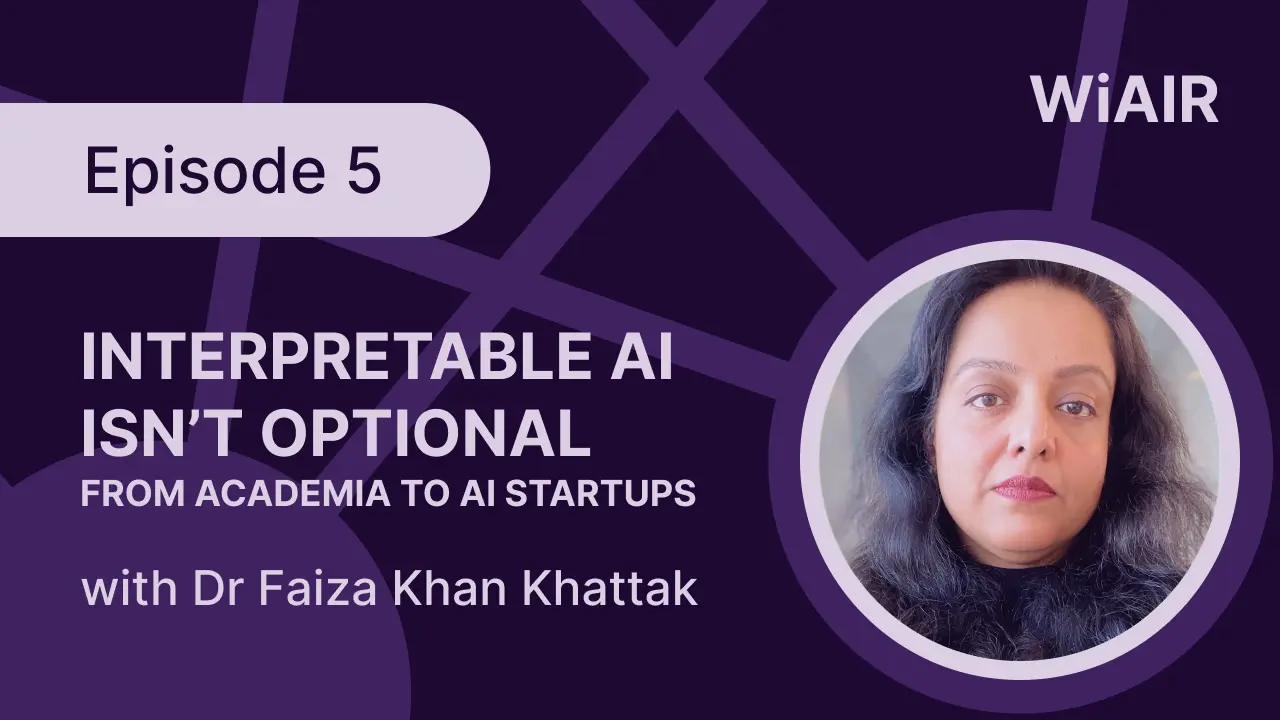 WiAIR
Episode 5
INTERPRETABLE AI
ISN’T OPTIONAL
FROM ACADEMIA TO AI STARTUPS
with Dr Faiza Khan Khattak